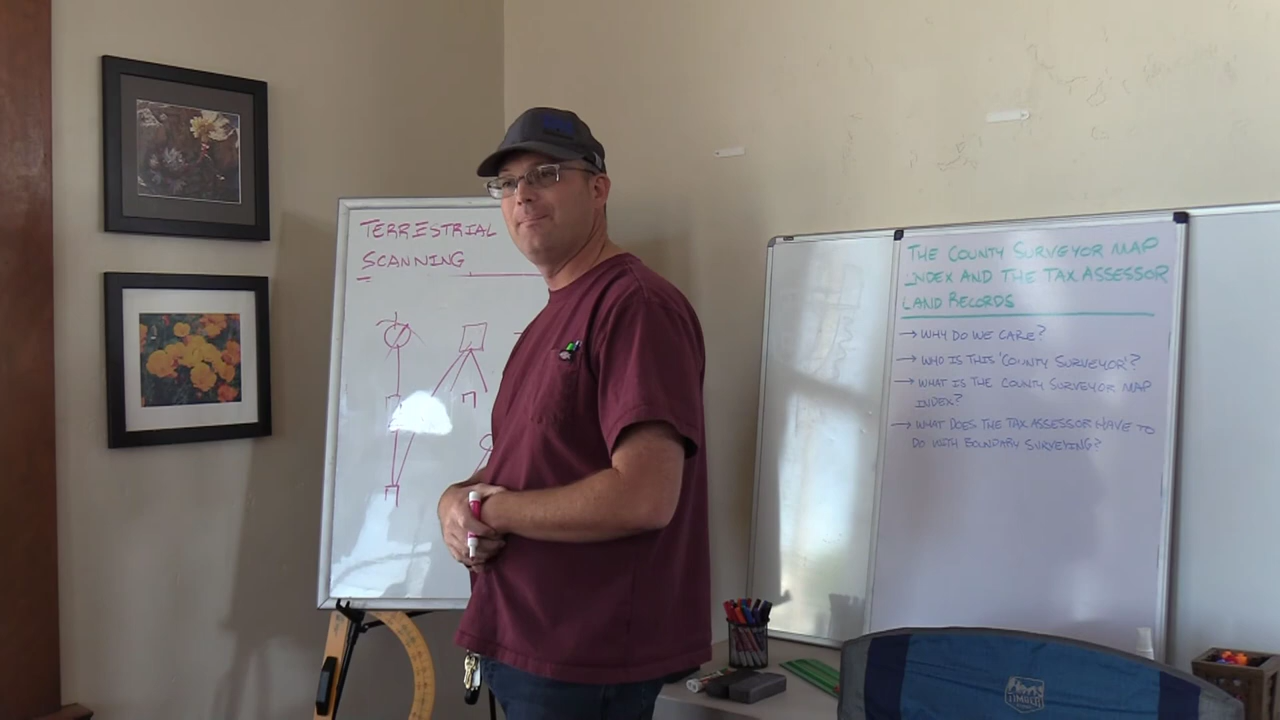 TERRESTRIAL
SCANNING
THE COUNTY SURVEYOR MAP
INDEX AND THE TAX ASSESSOR
LAND RECORDS
→ WHY DO WE CARE?
→ WHO IS THIS 'COUNTY SURVEYOR'?
→ WHAT IS THE COUNTY SURVEYOR MAP
INDEX?
→ WHAT DOES THE TAX ASSESSOR HAVE TO
DO WITH BOUNDARY SURVEYING?
TIMBER